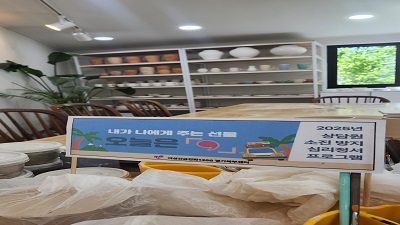 내가 나에게 주는 선물
오늘은 「 , 」
2025년
상담원
소진 방지
심리정서
프로그램